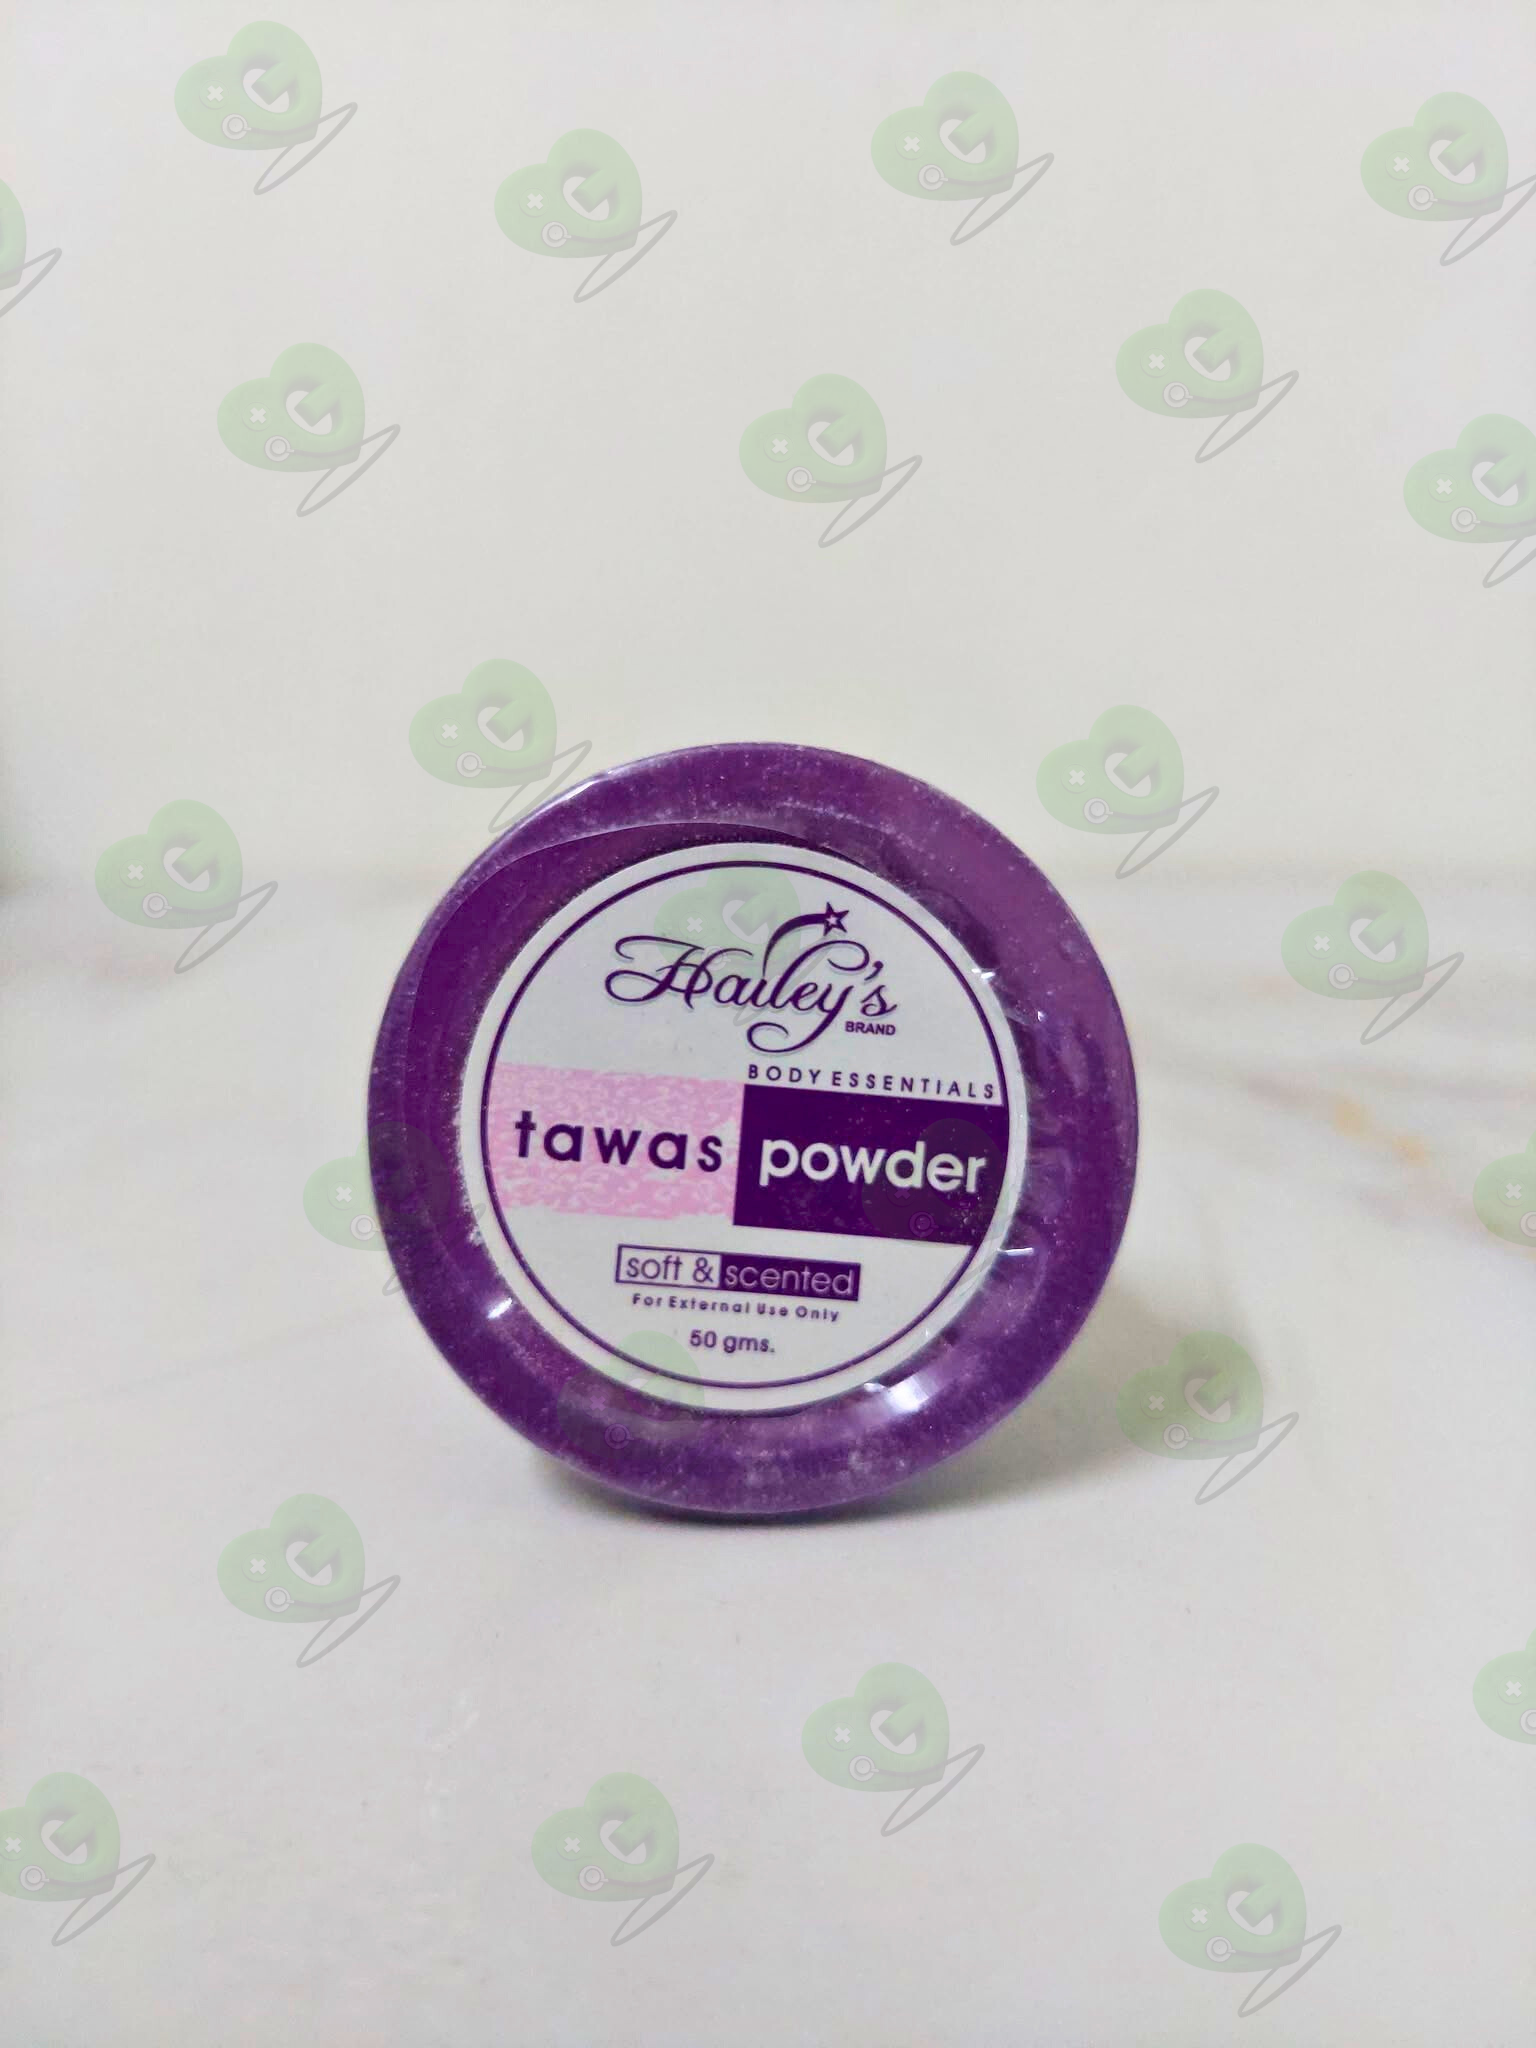 Hailey's
BRAND
BODY ESSENTIALS
tawas powder
soft & scented
For External Use Only
50 gms.